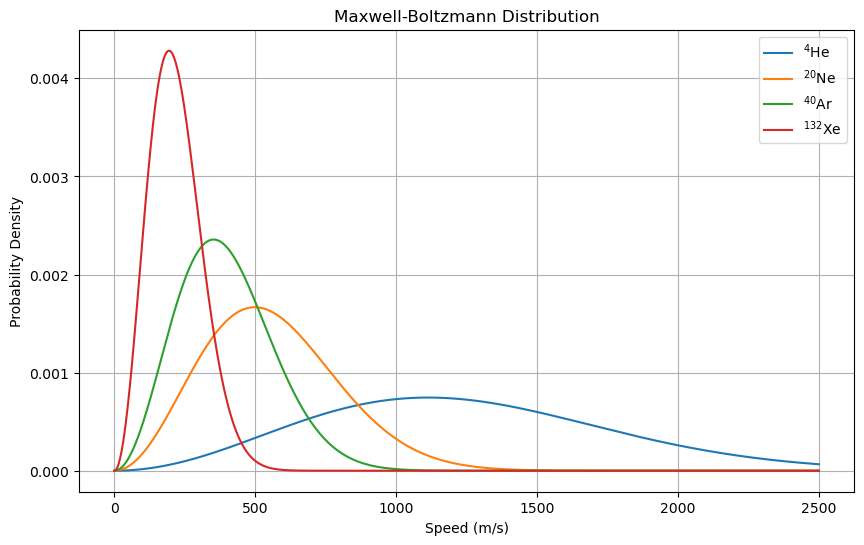 Maxwell-Boltzmann Distribution
⁴He
²⁰Ne
⁴⁰Ar
¹³²Xe
Probability Density
0.004
0.003
0.002
0.001
0.000
0
500
1000
1500
2000
2500
Speed (m/s)